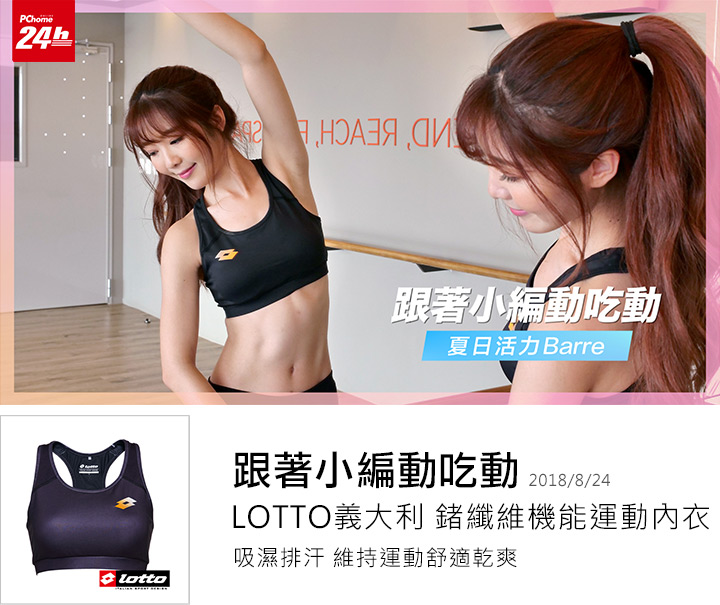 PChome
24h
END, REACH, E
跟著小編動吃動
夏日活力Barre
lotto
跟著小編動吃動 2018/8/24
LOTTO義大利 鍺纖維機能運動內衣
吸濕排汗 維持運動舒適乾爽
lotto
ITALIAN SPORT DESIGN